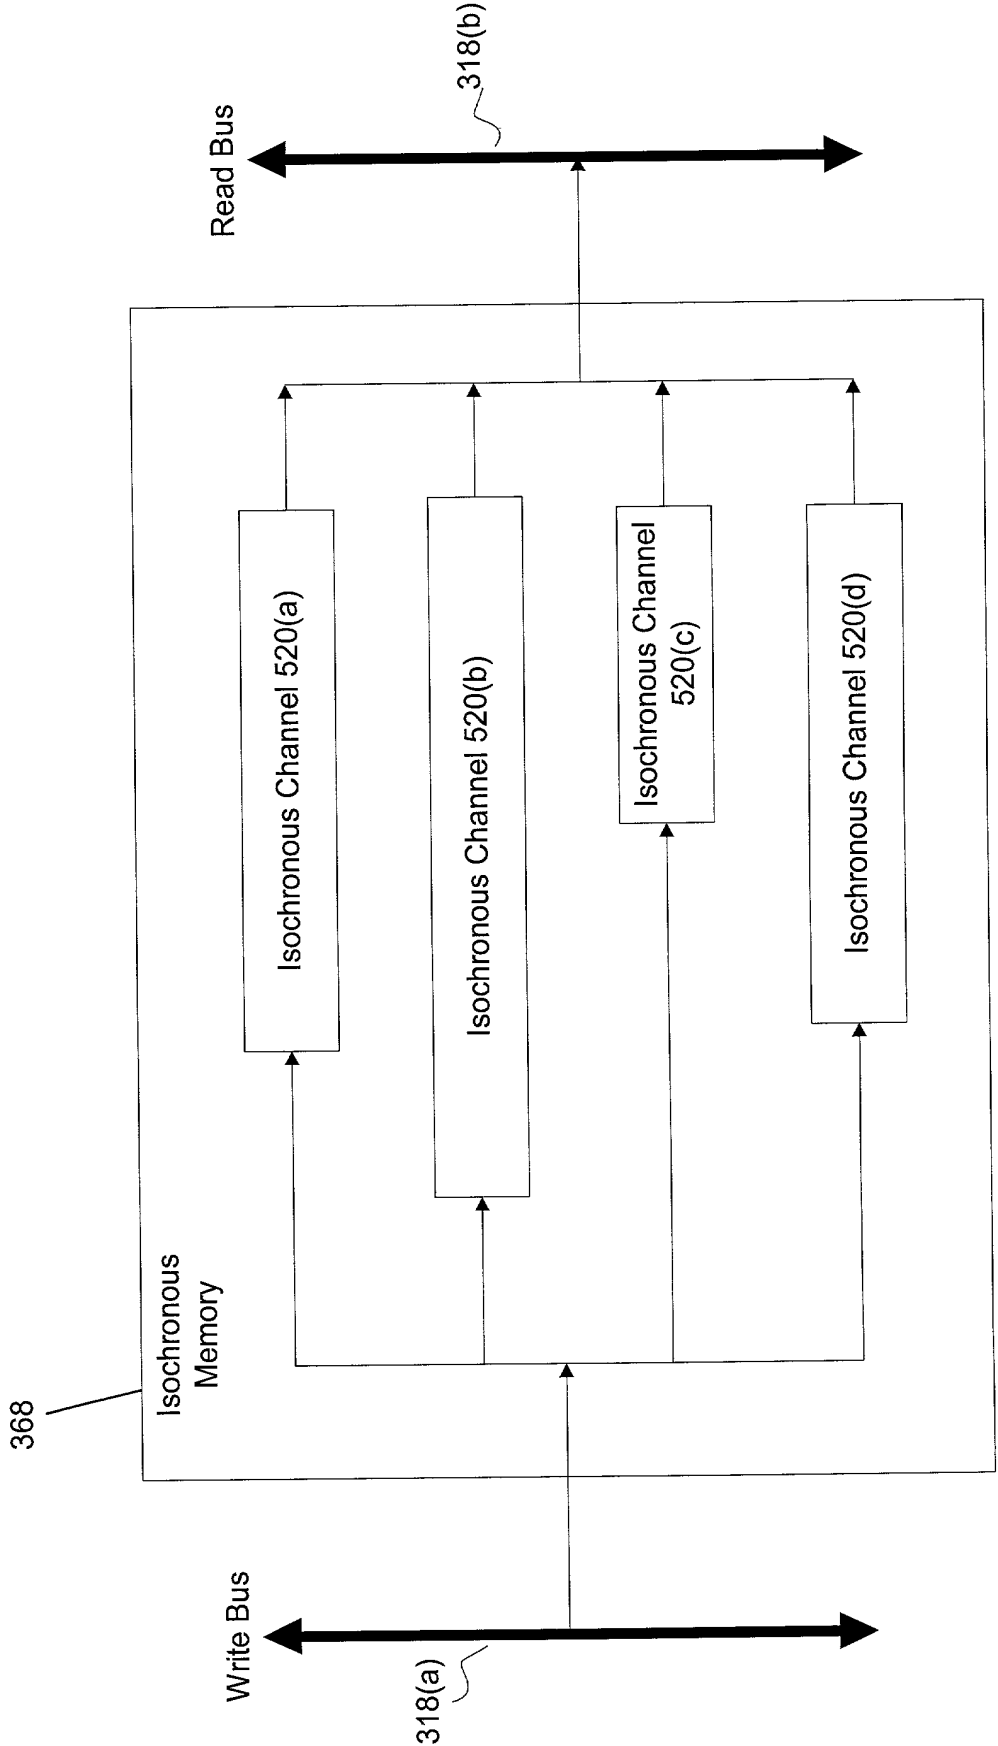 368
Isochronous
Memory
Write Bus
318(a)
Isochronous Channel 520(a)
Isochronous Channel 520(b)
Isochronous Channel
520(c)
Isochronous Channel 520(d)
Read Bus
318(b)